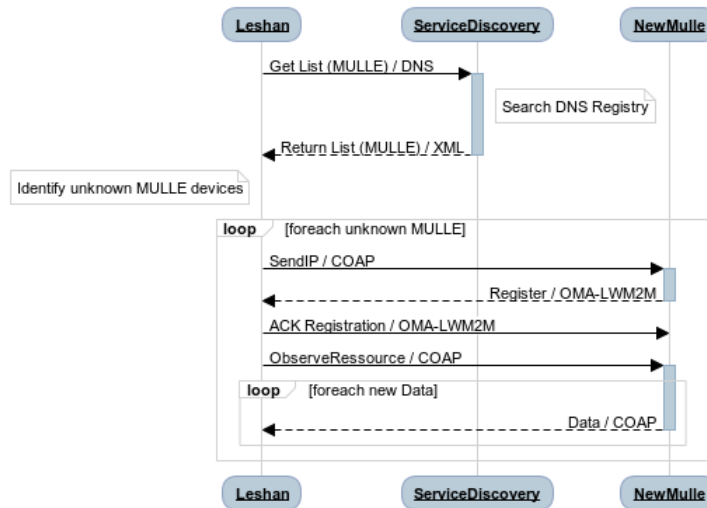 Leshan
ServiceDiscovery
NewMulle
Get List (MULLE) / DNS
Search DNS Registry
Return List (MULLE) / XML
Identify unknown MULLE devices
loop
[foreach unknown MULLE]
SendIP / COAP
Register / OMA-LWM2M
ACK Registration / OMA-LWM2M
ObserveRessource / COAP
loop
[foreach new Data]
Data / COAP
Leshan
ServiceDiscovery
NewMulle